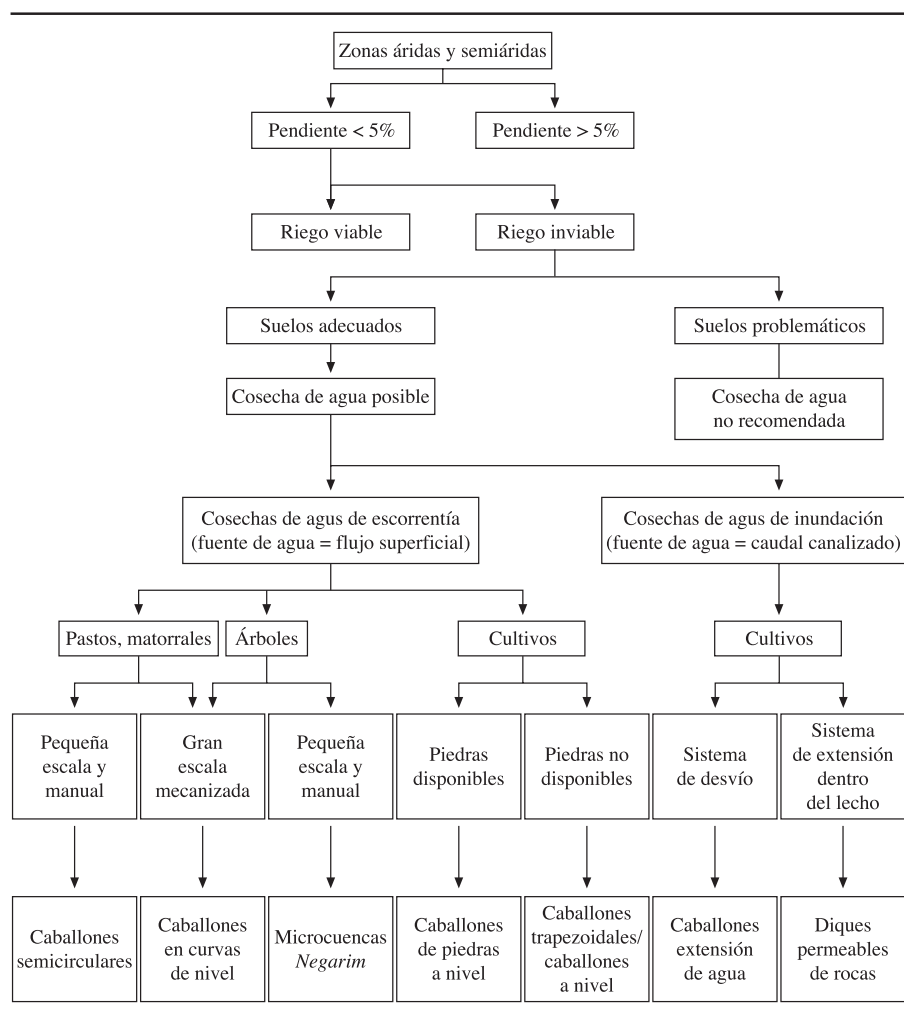 Zonas áridas y semiáridas
Pendiente < 5%
Pendiente > 5%
Riego viable
Riego inviable
Suelos adecuados
Suelos problemáticos
Cosecha de agua posible
Cosecha de agua
no recomendada
Cosechas de agus de escorrentía
(fuente de agua = flujo superficial)
Cosechas de agus de inundación
(fuente de agua = caudal canalizado)
Pastos, matorrales
Árboles
Cultivos
Cultivos
Pequeña
escala y
manual
Gran
escala
mecanizada
Pequeña
escala y
manual
Piedras
disponibles
Piedras no
disponibles
Sistema
de desvío
Sistema
de extensión
dentro
del lecho
Caballones
semicirculares
Caballones
en curvas
de nivel
Microcuencas
Negarim
Caballones
de piedras
a nivel
Caballones
trapezoidales/
caballones
a nivel
Caballones
extensión
de agua
Diques
permeables
de rocas